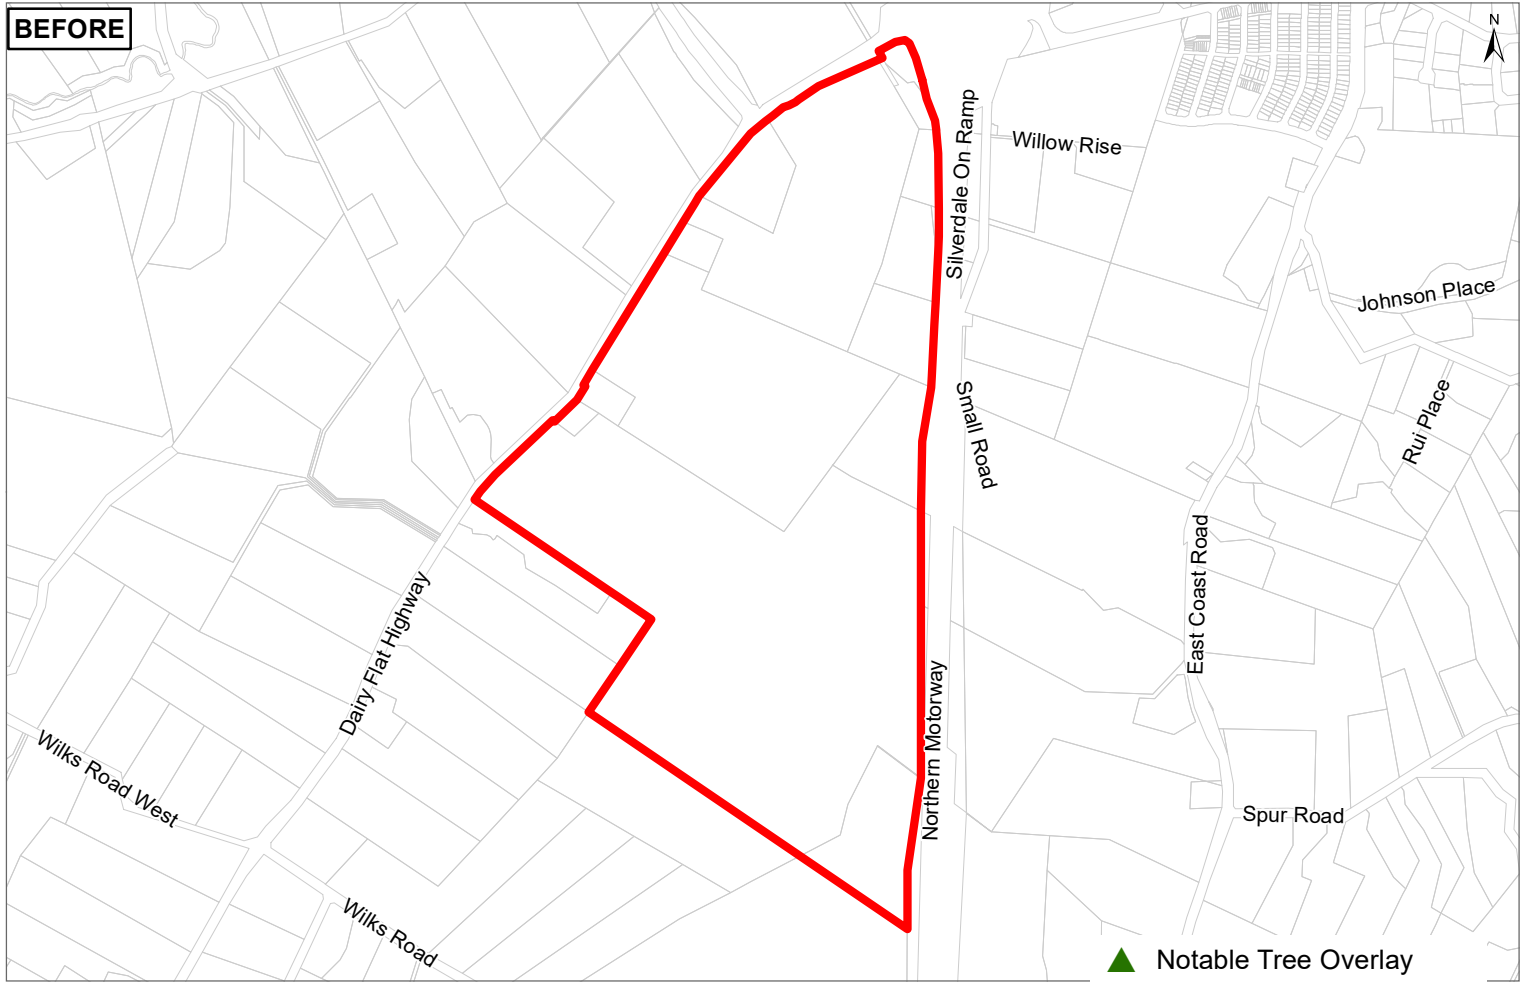 BEFORE
N
Silverdale On Ramp
Willow Rise
Johnson Place
Small Road
Rui Place
East Coast Road
Dairy Flat Highway
Northern Motorway
Wilks Road West
Spur Road
Wilks Road
Notable Tree Overlay